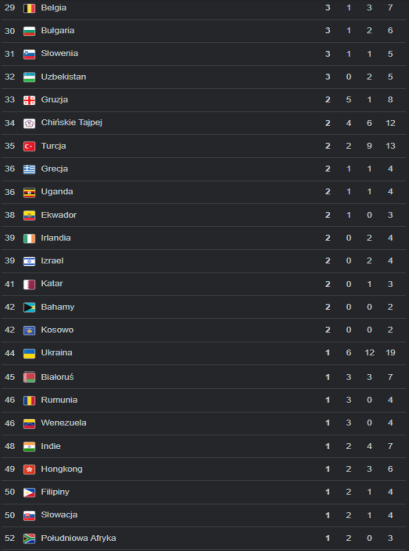 29 Belgia 3 1 3 7
30 Bułgaria 3 1 2 6
31 Słowenia 3 1 1 5
32 Uzbekistan 3 0 2 5
33 Gruzja 2 5 1 8
34 Chińskie Tajpej 2 4 6 12
35 Turcja 2 2 9 13
36 Grecja 2 1 1 4
36 Uganda 2 1 1 4
38 Ekwador 2 1 0 3
39 Irlandia 2 0 2 4
39 Izrael 2 0 2 4
41 Katar 2 0 1 3
42 Bahamy 2 0 0 2
42 Kosowo 2 0 0 2
44 Ukraina 1 6 12 19
45 Białoruś 1 3 3 7
46 Rumunia 1 3 0 4
46 Wenezuela 1 3 0 4
48 Indie 1 2 4 7
49 Hongkong 1 2 3 6
50 Filipiny 1 2 1 4
50 Słowacja 1 2 1 4
52 Południowa Afryka 1 2 0 3